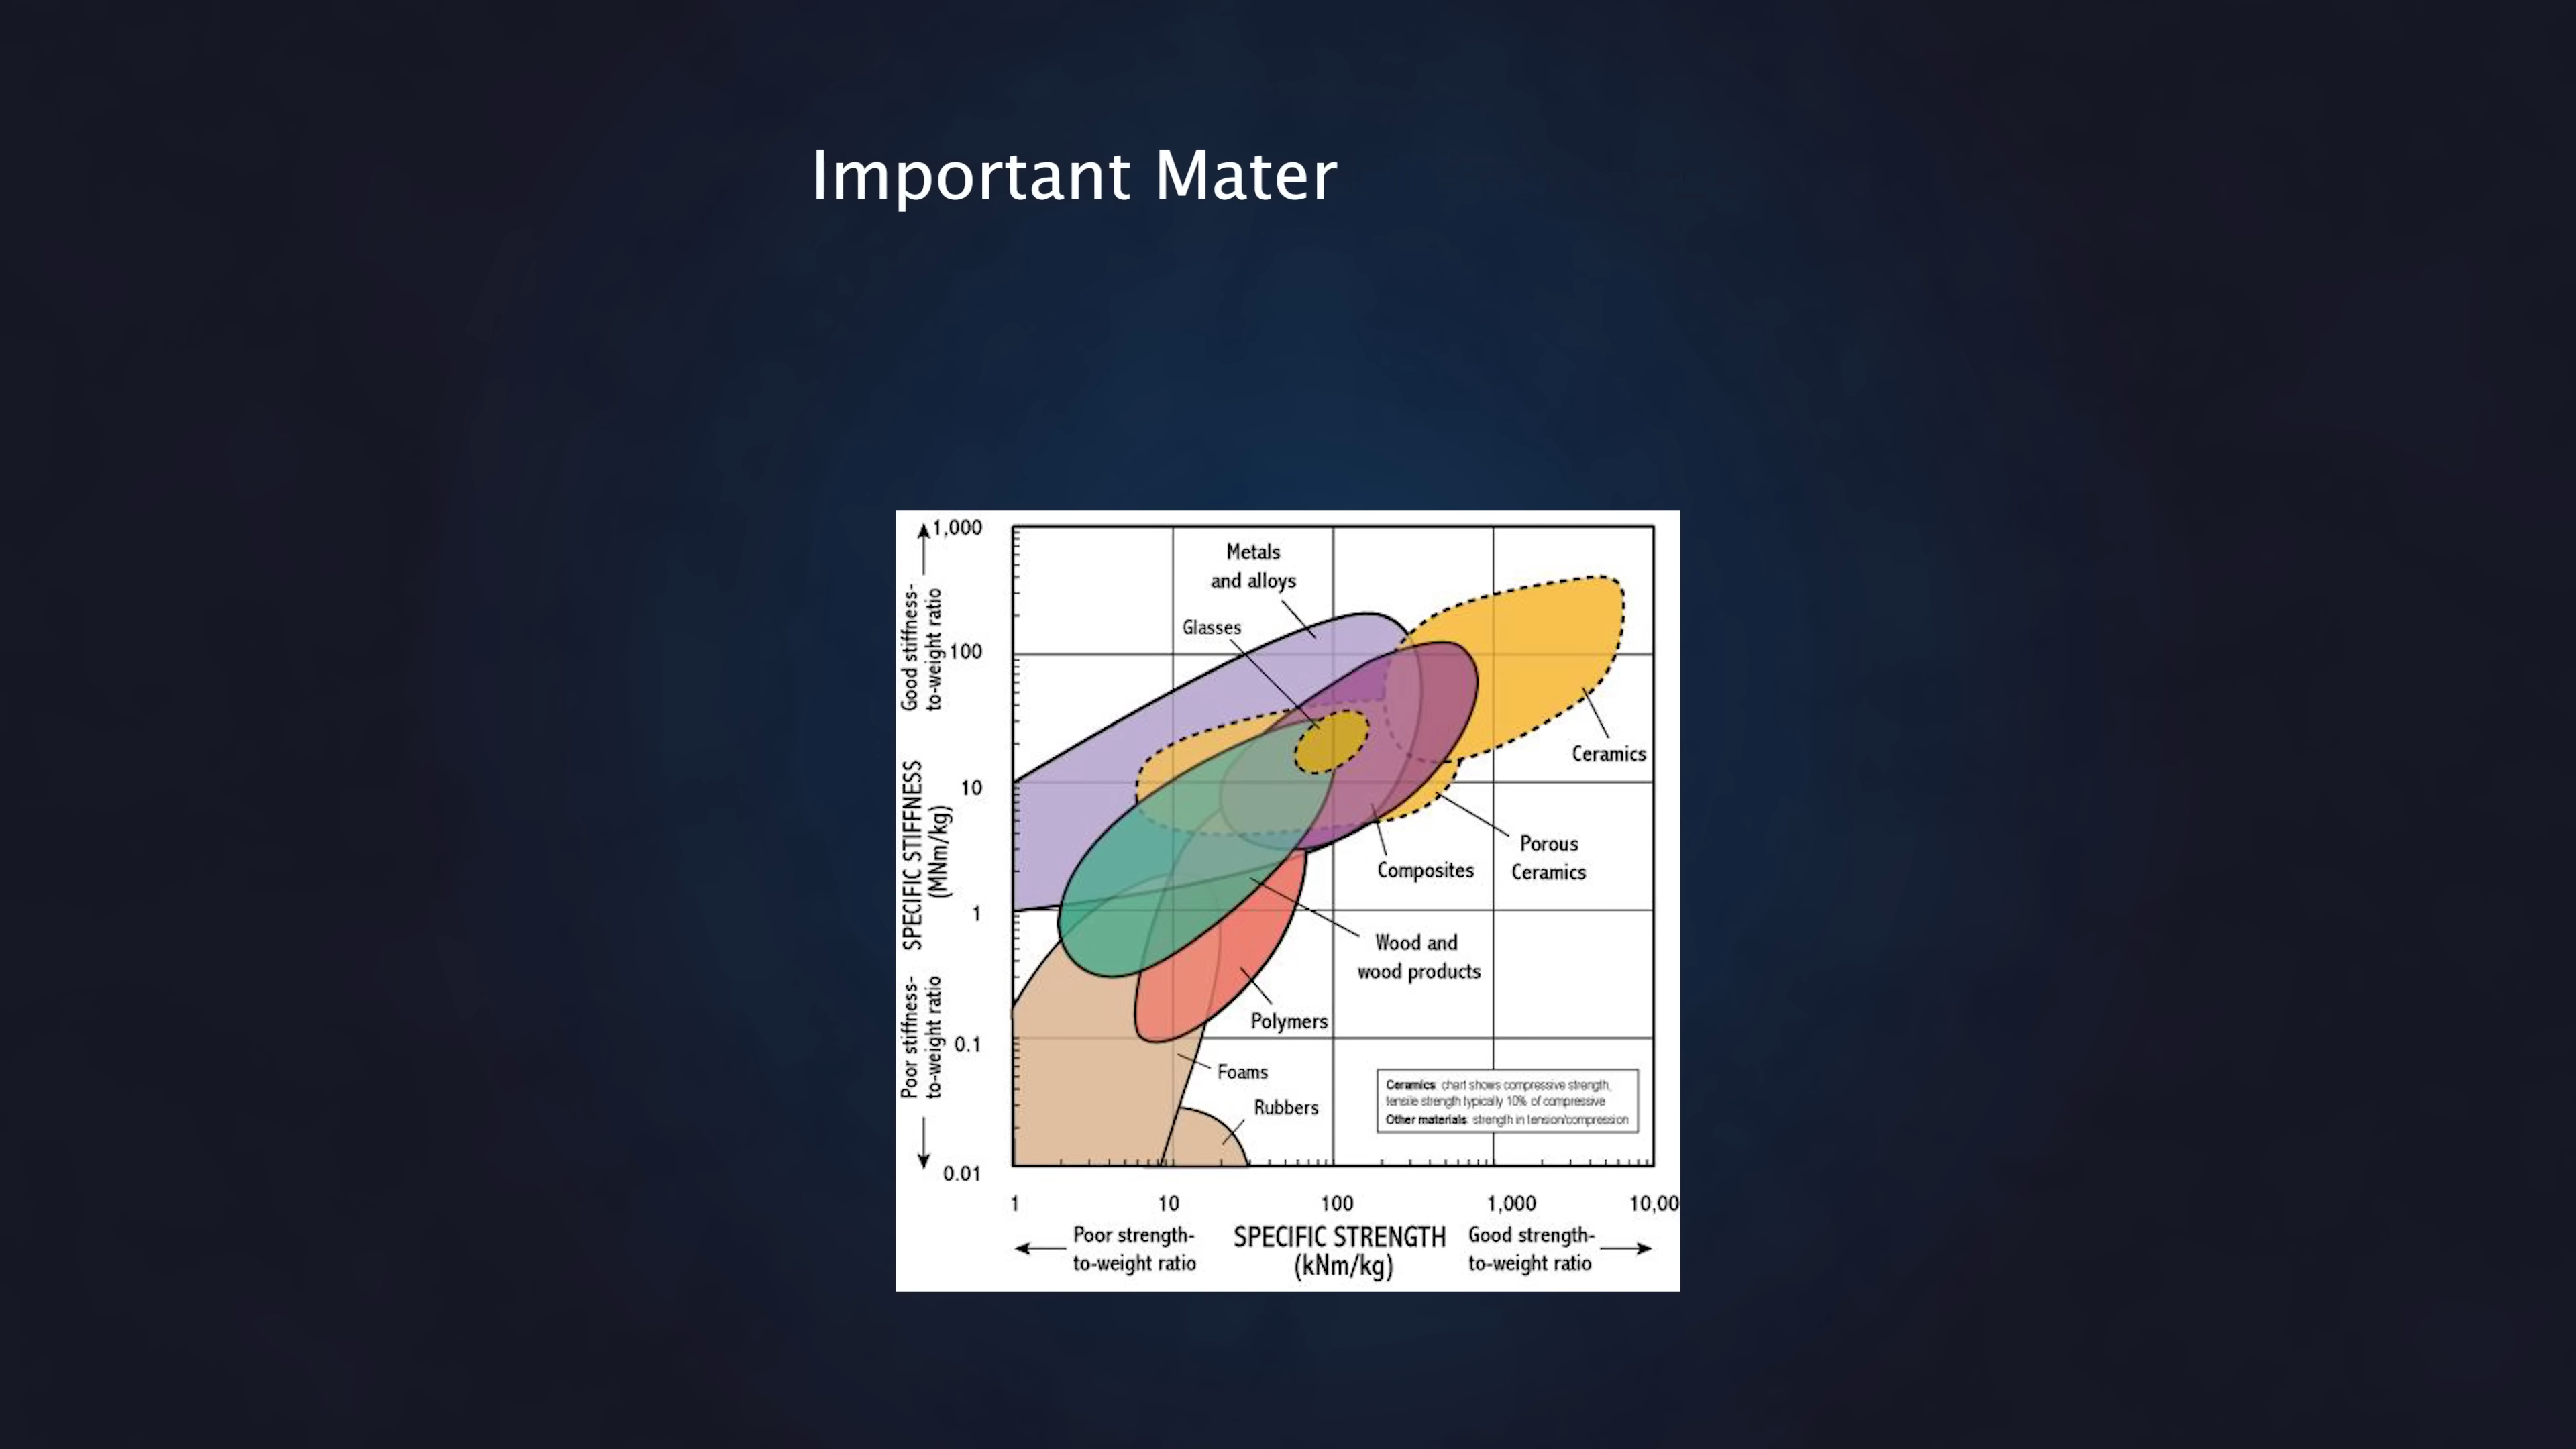 Important Mater
1,000
Good stiffness-
to-weight ratio
100
10
SPECIFIC STIFFNESS
(MNm/kg)
1
Poor stiffness-
to-weight ratio
0.1
0.01
Metals
and alloys
Glasses
Ceramics
Porous
Ceramics
Composites
Wood and
wood products
Polymers
Foams
Rubbers
Ceramics: chart shows compressive strength,
tensile strength typically 10% of compressive
Other materials: strength in tension/compression
1
10
100
1,000
10,00
Poor strength-
to-weight ratio
SPECIFIC STRENGTH
(kNm/kg)
Good strength-
to-weight ratio